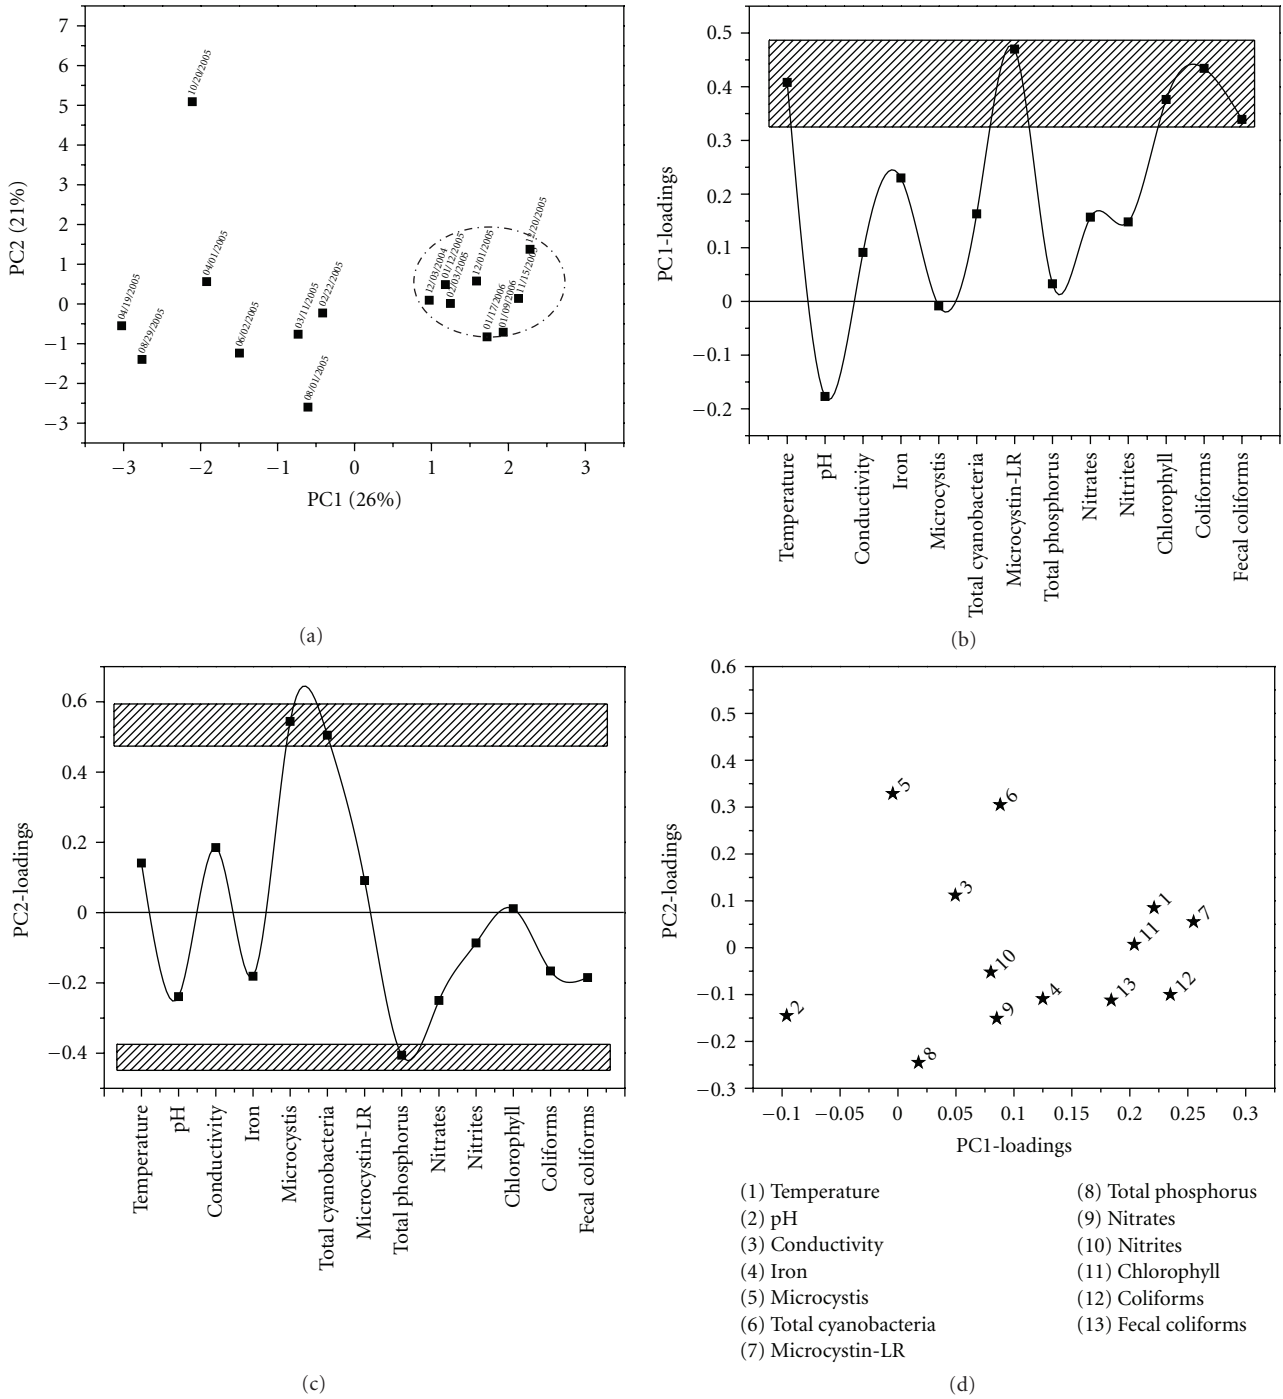 7
6
5
4
3
2
1
0
−1
−2
−3
PC2 (21%)
10/20/2005
04/19/2005
08/29/2005
04/01/2005
06/02/2005
03/11/2005
02/22/2005
08/01/2005
12/03/2004
01/12/2005
02/03/2005
12/01/2005
01/17/2006
01/09/2006
11/15/2005
12/20/2005
−3 −2 −1 0 1 2 3
PC1 (26%)
(a)
0.5
0.4
0.3
0.2
0.1
0
−0.1
−0.2
PC1-loadings
Temperature
pH
Conductivity
Iron
Microcystis
Total cyanobacteria
Microcystin-LR
Total phosphorus
Nitrates
Nitrites
Chlorophyll
Coliforms
Fecal coliforms
(b)
0.6
0.4
0.2
0
−0.2
−0.4
PC2-loadings
Temperature
pH
Conductivity
Iron
Microcystis
Total cyanobacteria
Microcystin-LR
Total phosphorus
Nitrates
Nitrites
Chlorophyll
Coliforms
Fecal coliforms
(c)
0.6
0.5
0.4
0.3
0.2
0.1
0
−0.1
−0.2
−0.3
PC2-loadings
5
6
3
1
7
11
10
12
13
4
9
2
8
−0.1 −0.05 0 0.05 0.1 0.15 0.2 0.25 0.3
PC1-loadings
(1) Temperature
(2) pH
(3) Conductivity
(4) Iron
(5) Microcystis
(6) Total cyanobacteria
(7) Microcystin-LR
(8) Total phosphorus
(9) Nitrates
(10) Nitrites
(11) Chlorophyll
(12) Coliforms
(13) Fecal coliforms
(d)